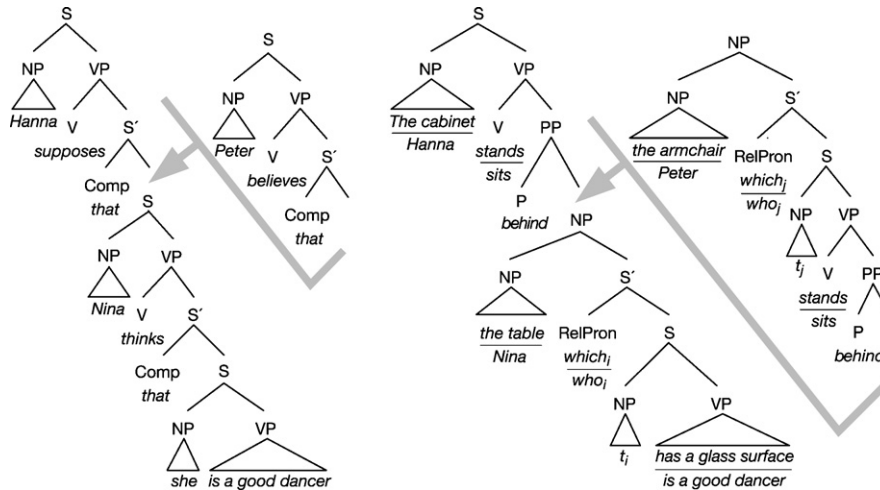 S
NP VP
Hanna
V S′
supposes
Comp
that
S
NP VP
Nina
V S′
thinks
Comp S
that
NP VP
she is a good dancer
S
NP VP
Peter
V S′
believes
Comp
that
S
NP VP
The cabinet
Hanna
V PP
stands
sits
P
behind
NP
NP S′
the table
Nina
RelPron S
which i
who i
NP VP
t i
has a glass surface
is a good dancer
NP
NP S′
the armchair
Peter
RelPron S
which j
who j
NP VP
t j
V PP
stands
sits
P
behind